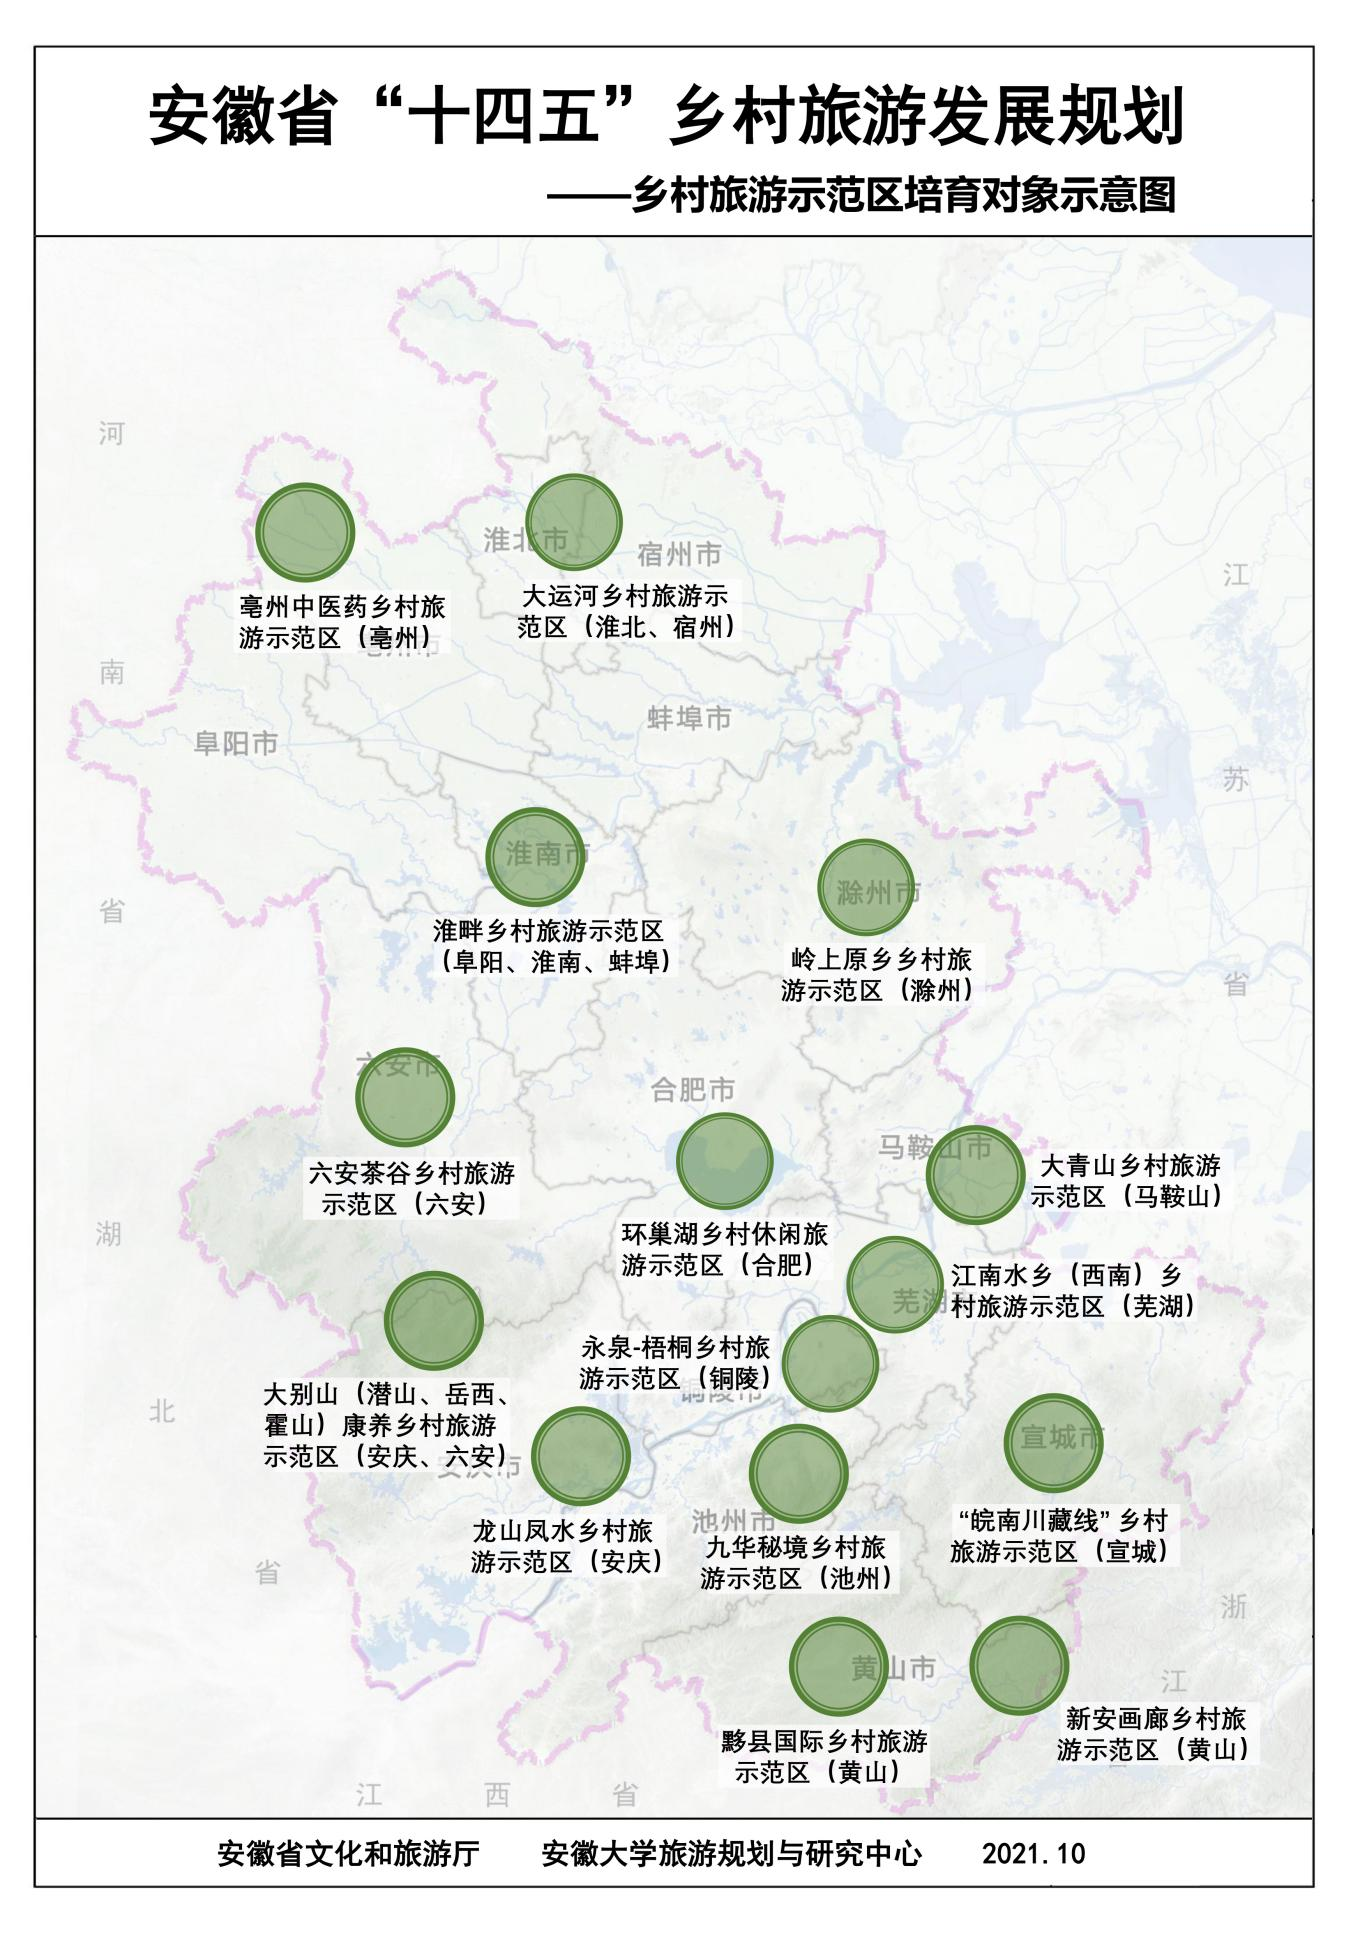 安徽省“十四五”乡村旅游发展规划
——乡村旅游示范区培育对象示意图
河
南
省
湖
北
省
江
苏
省
浙
江
江 西 省
淮北市
宿州市
亳州中医药乡村旅
游示范区（亳州）
大运河乡村旅游示
范区（淮北、宿州）
亳州市
蚌埠市
阜阳市
淮南市
滁州市
淮畔乡村旅游示范区
（阜阳、淮南、蚌埠）
岭上原乡乡村旅
游示范区（滁州）
六安市
合肥市
马鞍山市
六安茶谷乡村旅游
示范区（六安）
大青山乡村旅游
示范区（马鞍山）
环巢湖乡村休闲旅
游示范区（合肥）
江南水乡（西南）乡
村旅游示范区（芜湖）
芜湖市
永泉-梧桐乡村旅
游示范区（铜陵）
铜陵市
大别山（潜山、岳西、
霍山）康养乡村旅游
示范区（安庆、六安）
安庆市
宣城市
池州市
龙山凤水乡村旅
游示范区（安庆）
九华秘境乡村旅
游示范区（池州）
“皖南川藏线”乡村
旅游示范区（宣城）
黄山市
黟县国际乡村旅游
示范区（黄山）
新安画廊乡村旅
游示范区（黄山）
安徽省文化和旅游厅 安徽大学旅游规划与研究中心 2021.10